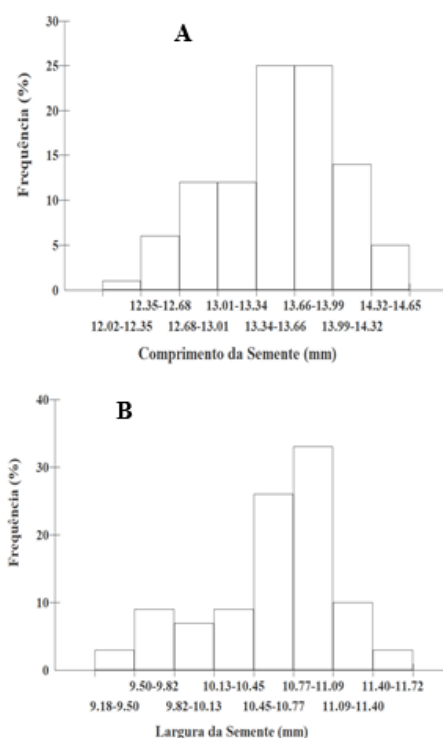 A
Frequência (%)
30
25
20
15
10
5
0
12.35-12.68 13.01-13.34 13.66-13.99 14.32-14.65
12.02-12.35 12.68-13.01 13.34-13.66 13.99-14.32
Comprimento da Semente (mm)
B
Frequência (%)
40
30
20
10
0
9.50-9.82 10.13-10.45 10.77-11.09 11.40-11.72
9.18-9.50 9.82-10.13 10.45-10.77 11.09-11.40
Largura da Semente (mm)